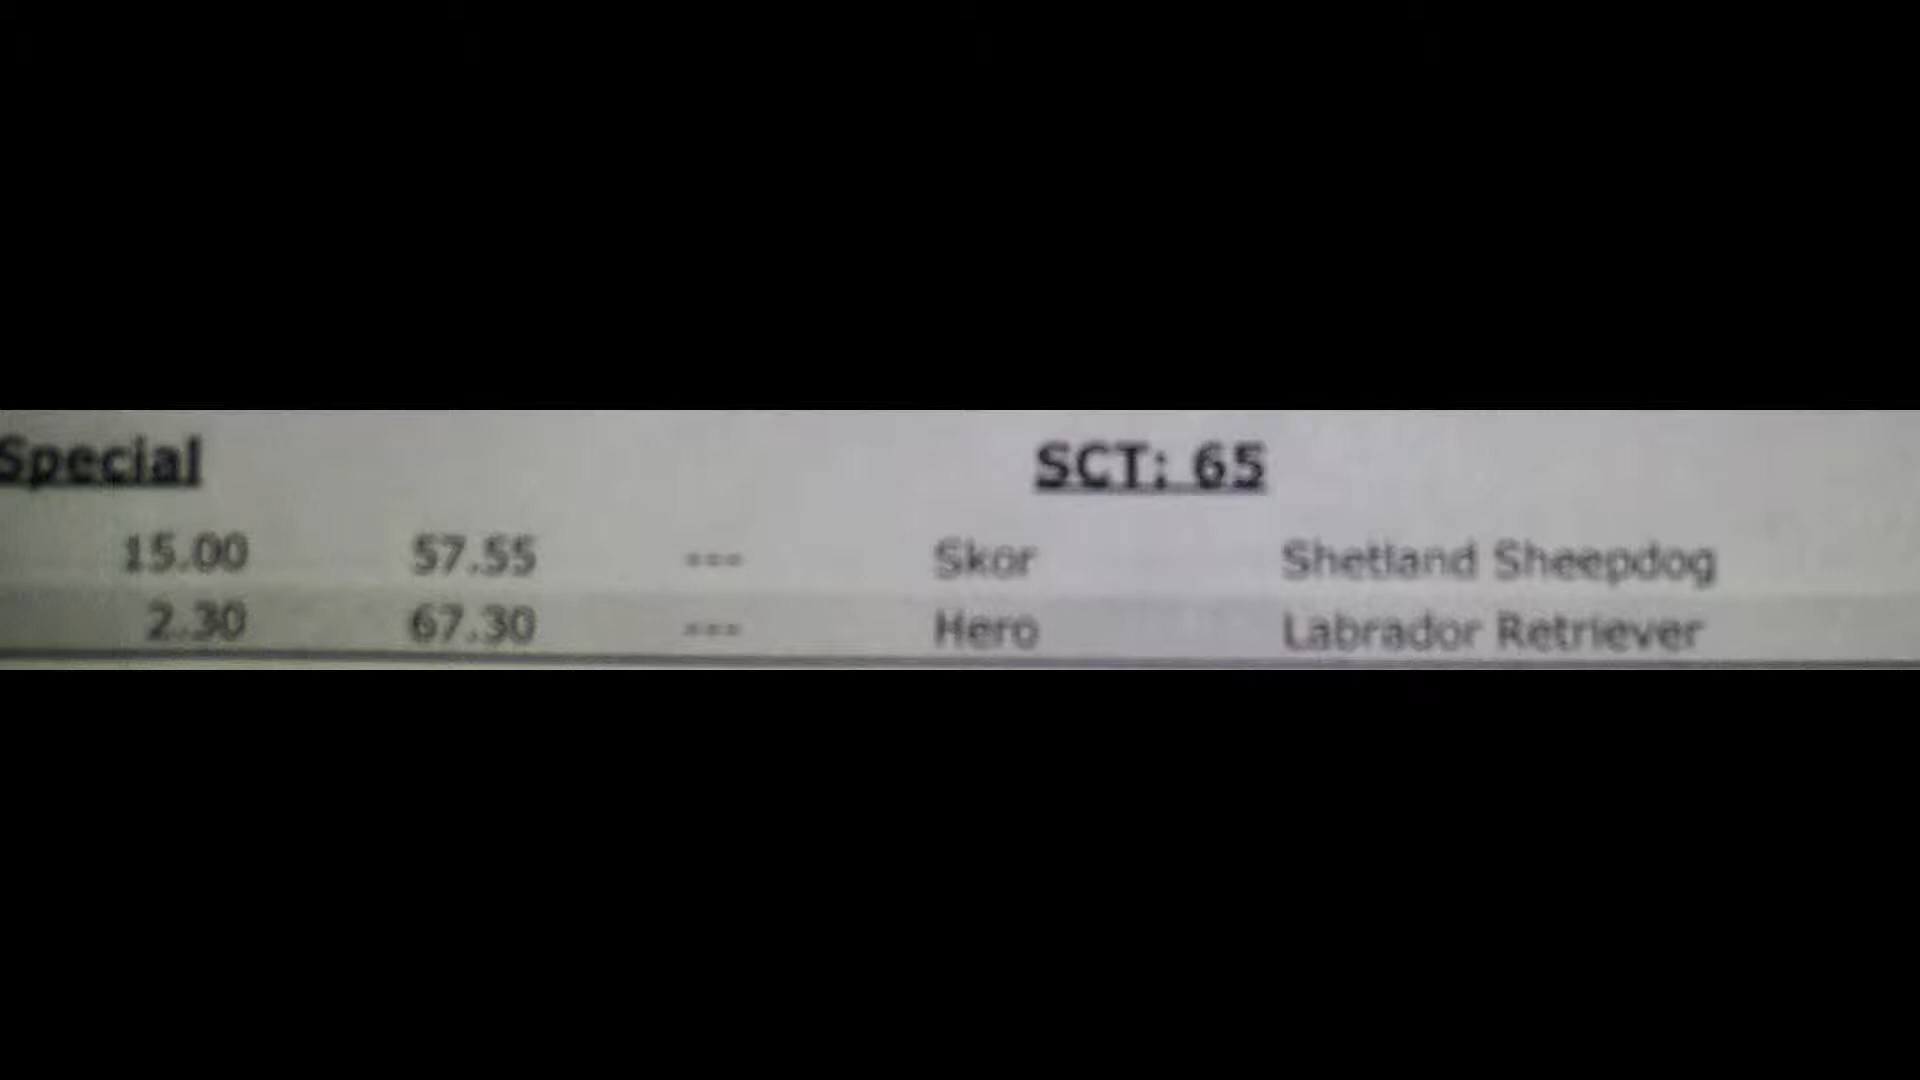 Special SCT: 65
15.00 57.55 --- Skor Shetland Sheepdog
2.30 67.30 --- Hero Labrador Retriever